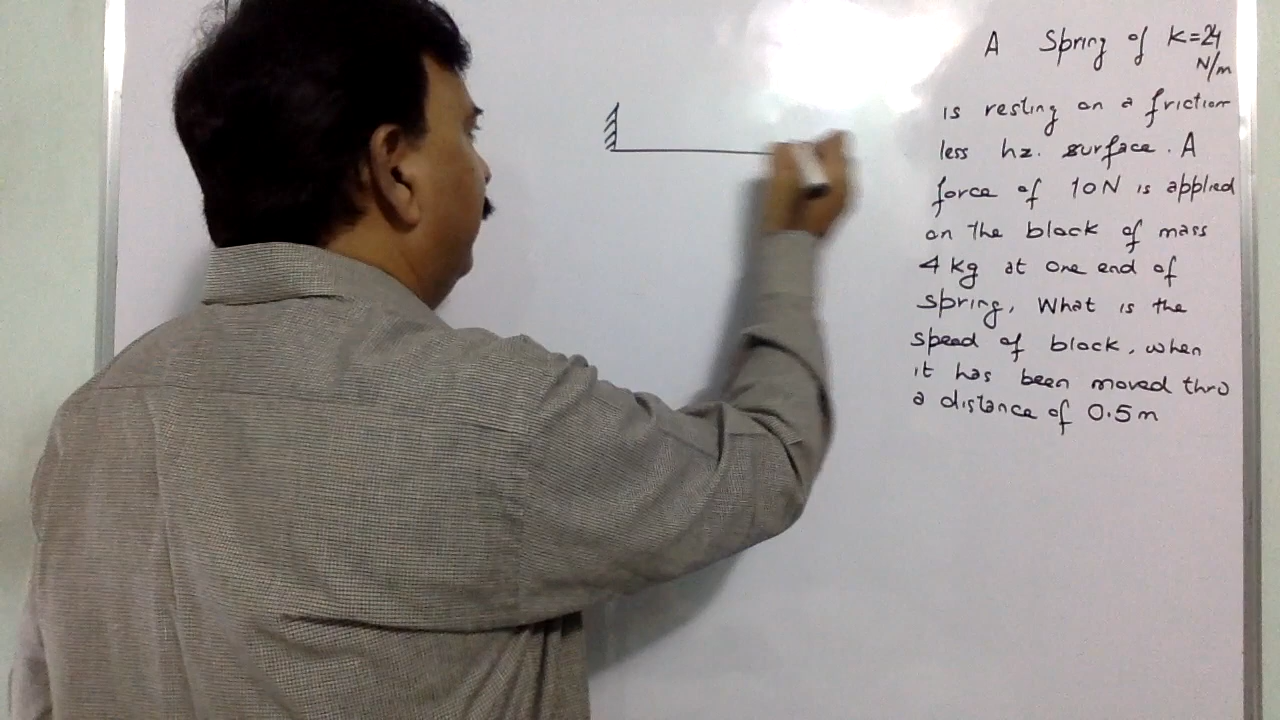 A Spring of K=24
N/m
is resting on a friction
less hz. surface. A
force of 10N is applied
on the block of mass
4 kg at one end of
spring. What is the
speed of block, when
it has been moved thro
a distance of 0.5m